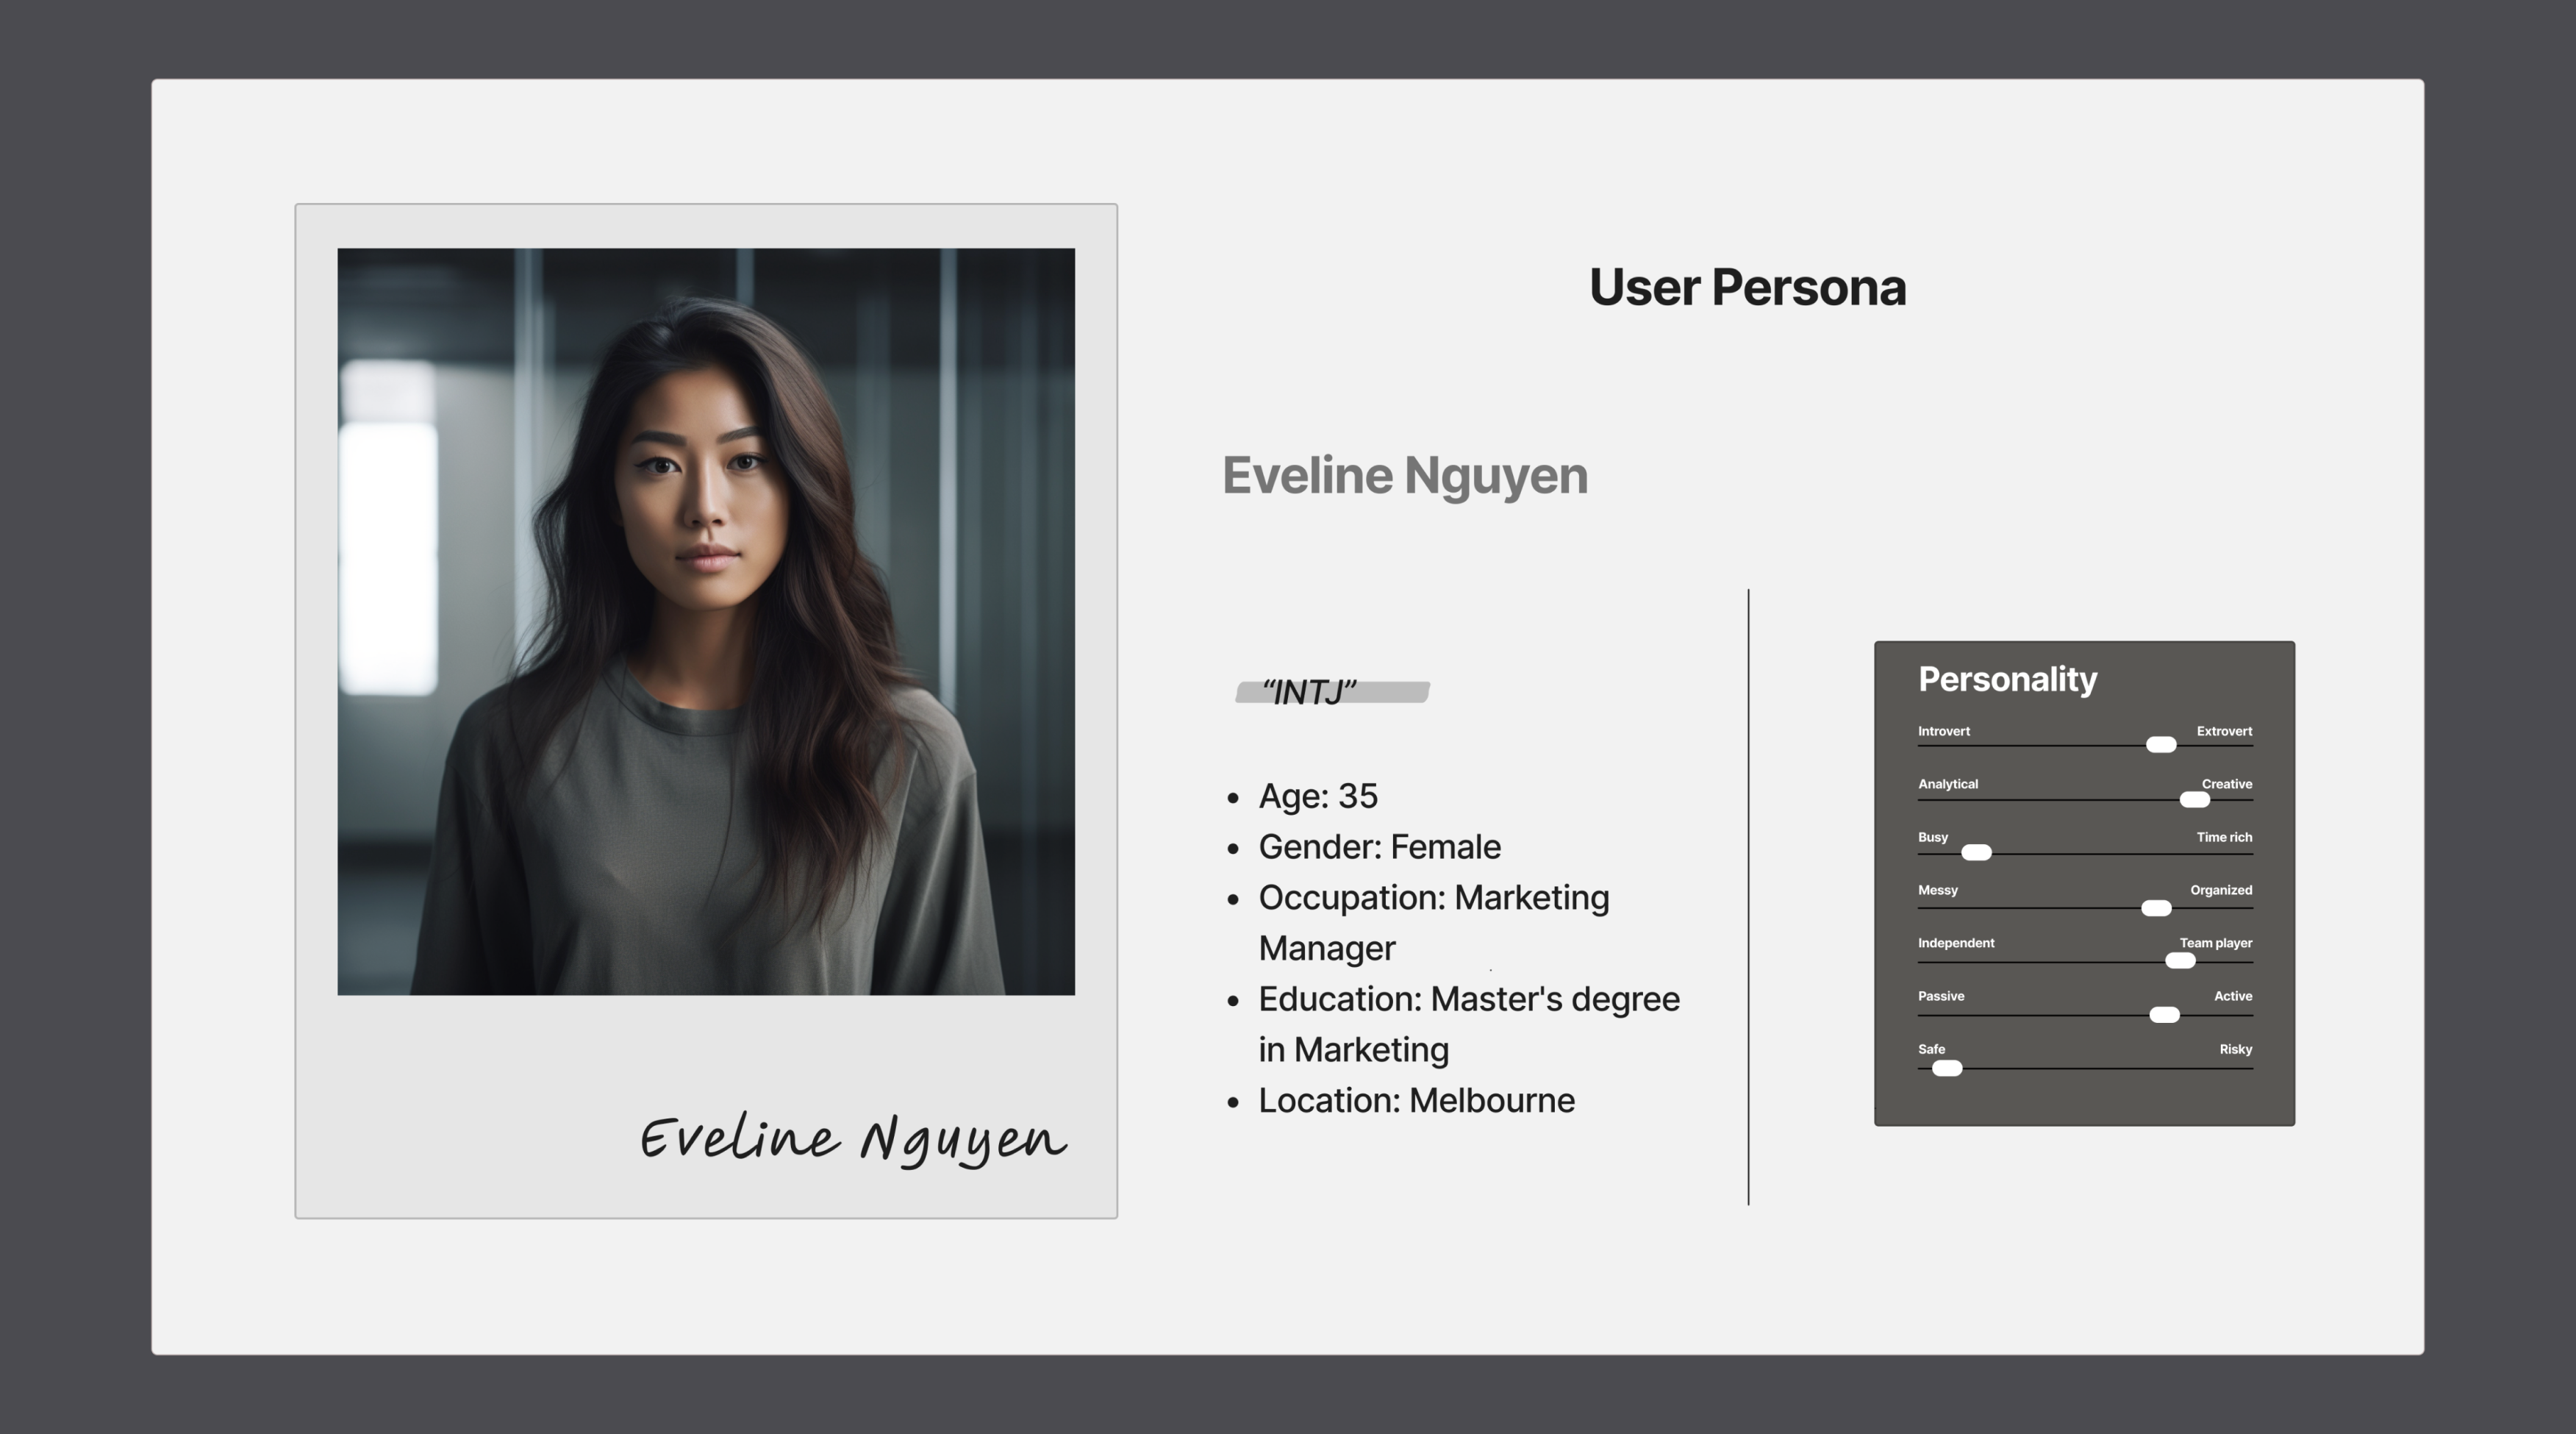 User Persona
Eveline Nguyen
“INTJ”
• Age: 35
• Gender: Female
• Occupation: Marketing
Manager
• Education: Master's degree
in Marketing
• Location: Melbourne
Eveline Nguyen
Personality
Introvert Extrovert
Analytical Creative
Busy Time rich
Messy Organized
Independent Team player
Passive Active
Safe Risky